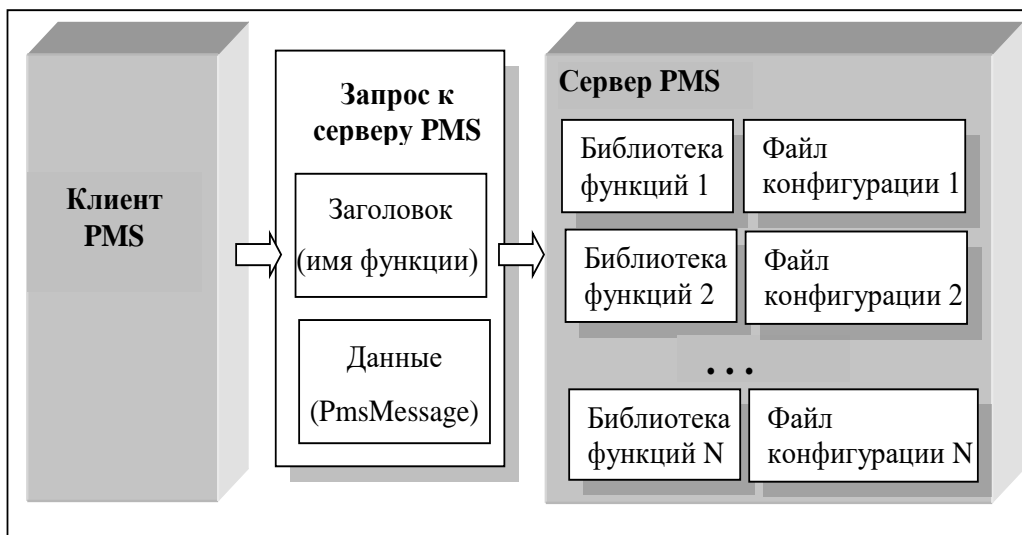 Клиент
PMS
Запрос к
серверу PMS
Заголовок
(имя функции)
Данные
(PmsMessage)
Сервер PMS
Библиотека
функций 1
Файл
конфигурации 1
Библиотека
функций 2
Файл
конфигурации 2
. . .
Библиотека
функций N
Файл
конфигурации N